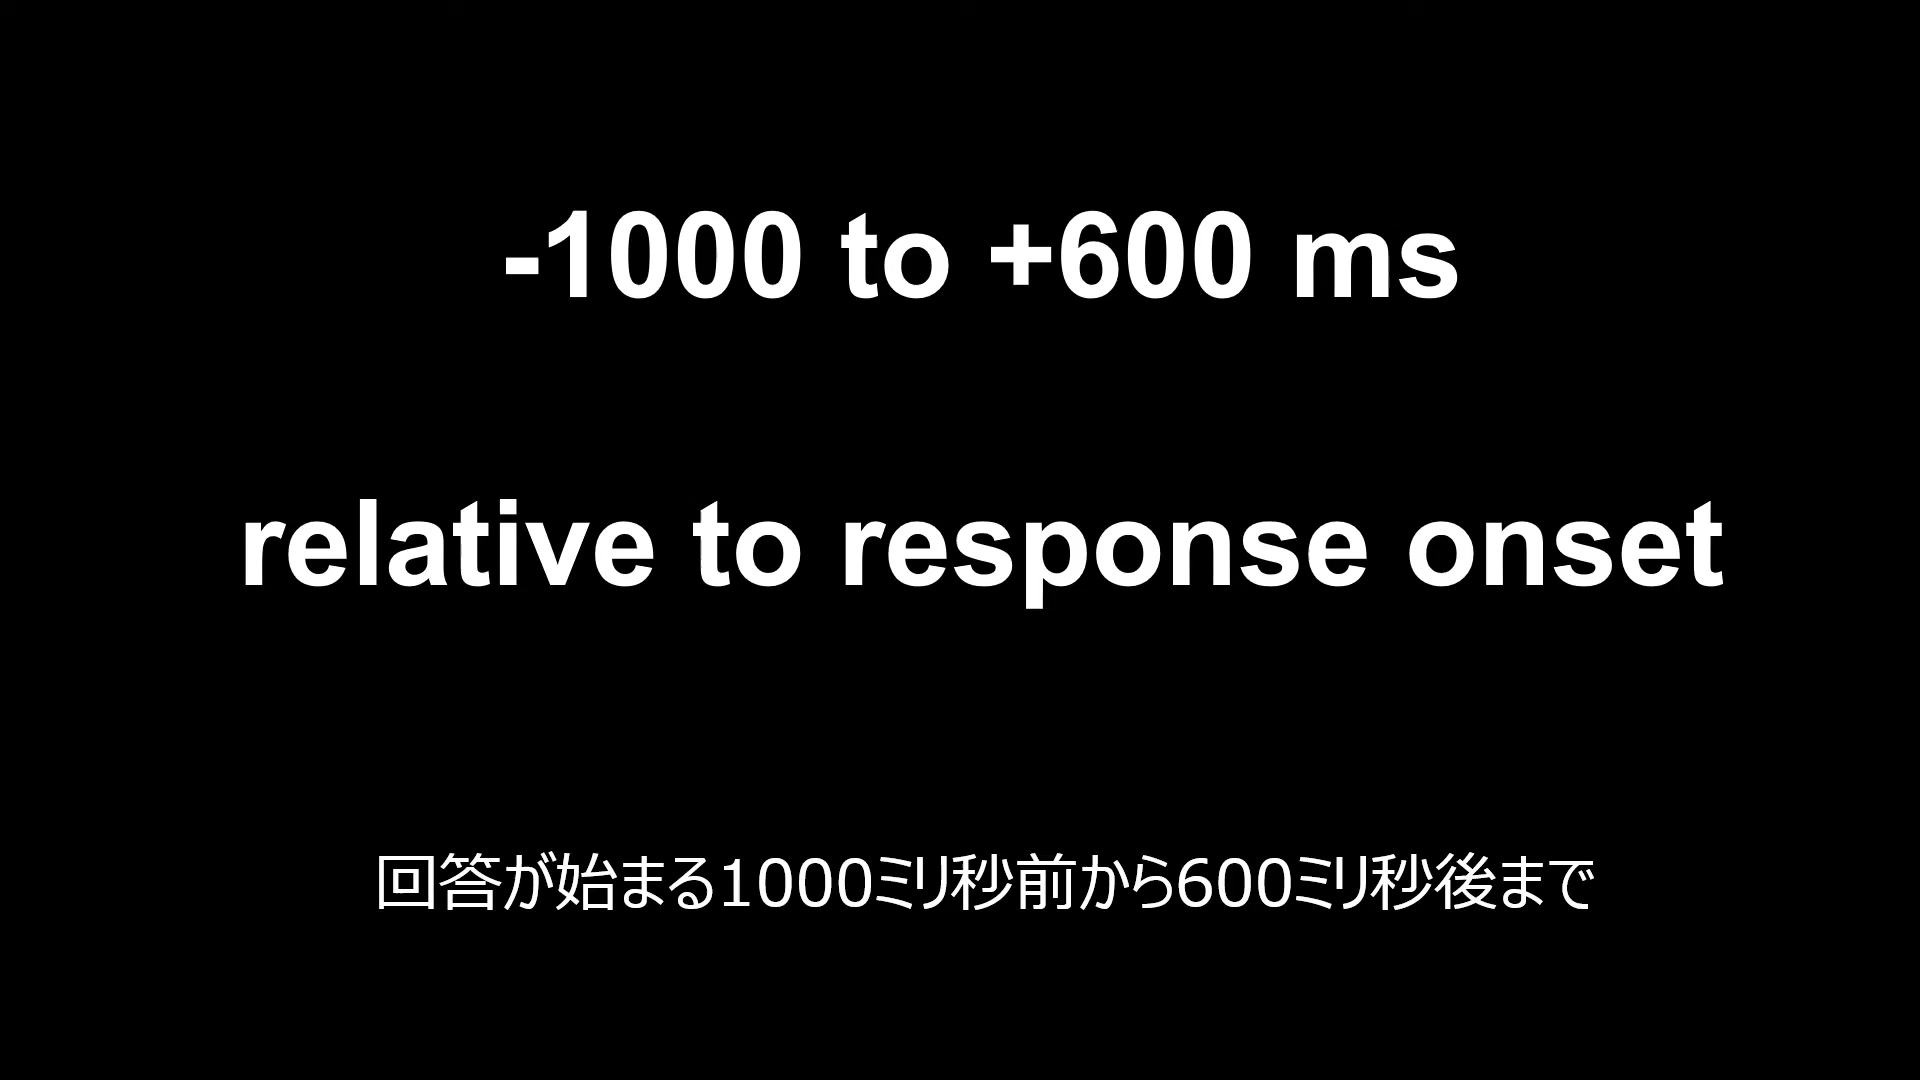 -1000 to +600 ms
relative to response onset
回答が始まる1000ミリ秒前から600ミリ秒後まで